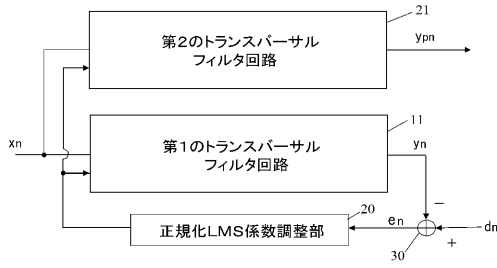 21
第2のトランスバーサル
フィルタ回路
ypn
xn
11
第1のトランスバーサル
フィルタ回路
yn
−
20
正規化LMS係数調整部
en
30
+
dn